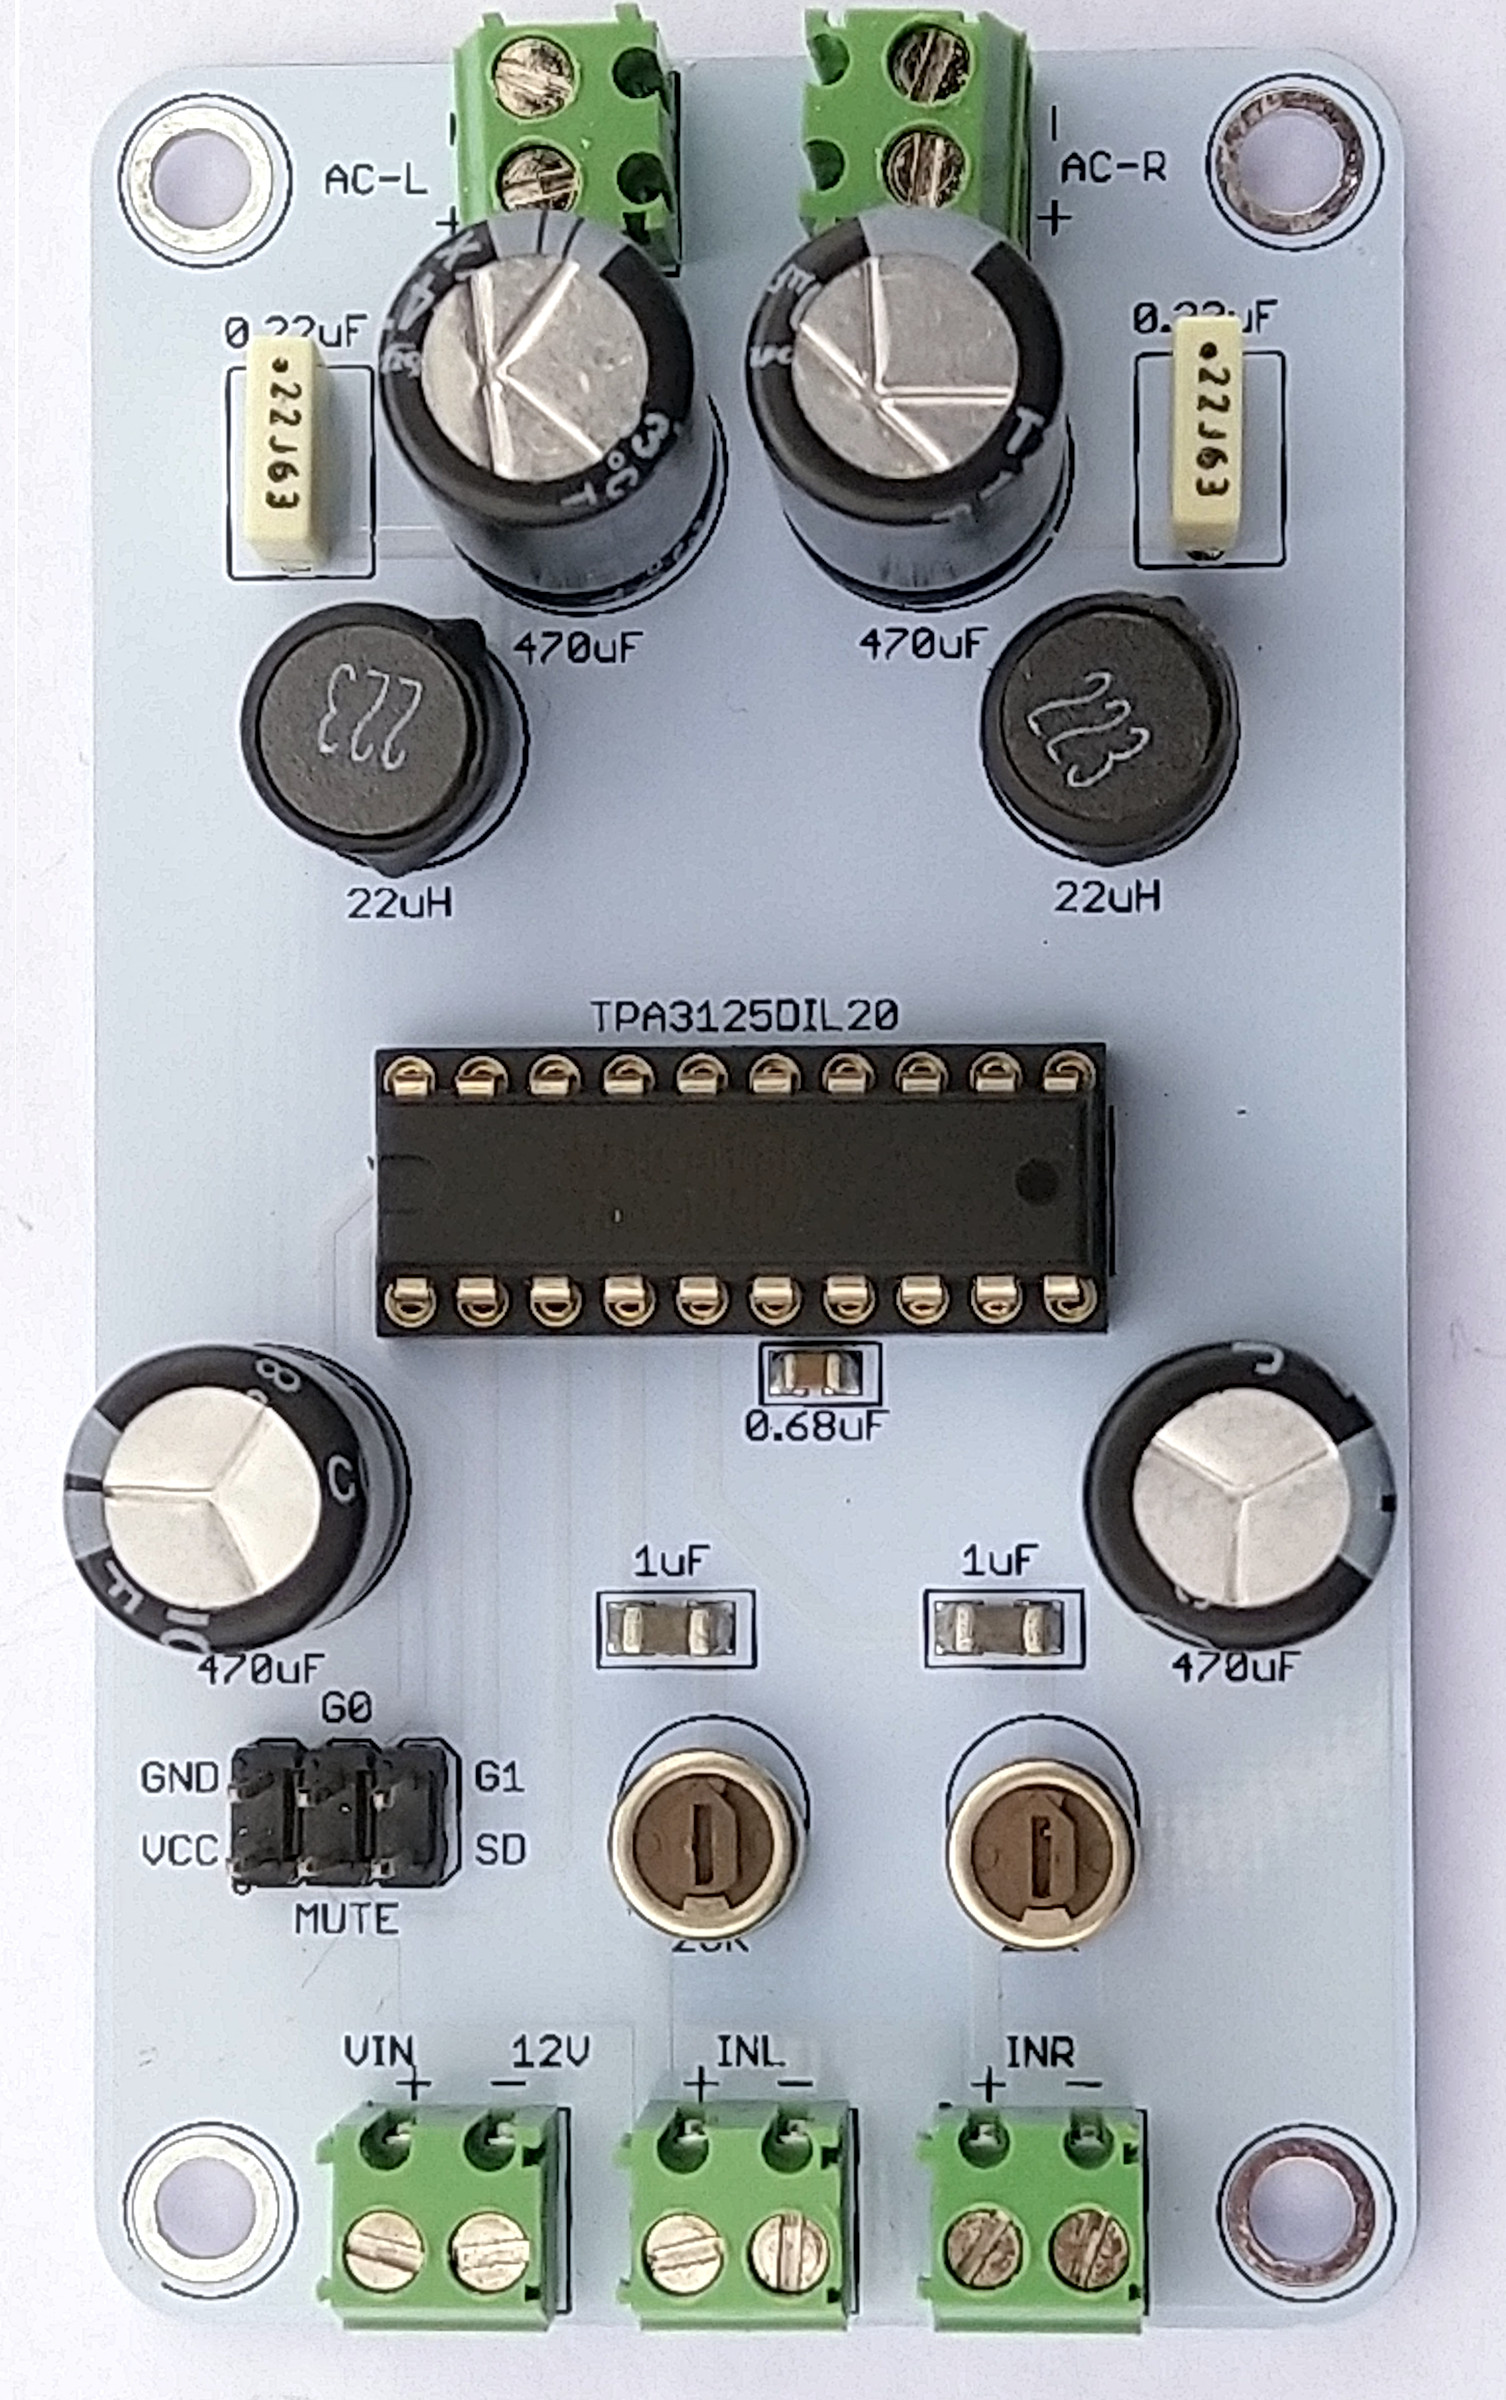 AC-L
AC-R
-
-
+
+
0.22uF
0.22uF
.22J63
.22J63
470uF
470uF
223
223
22uH
22uH
TPA3125DIL20
0.68uF
1uF
1uF
470uF
470uF
G0
GND
G1
VCC
SD
MUTE
VIN
12V
INL
INR
+ -
+ -
+ -